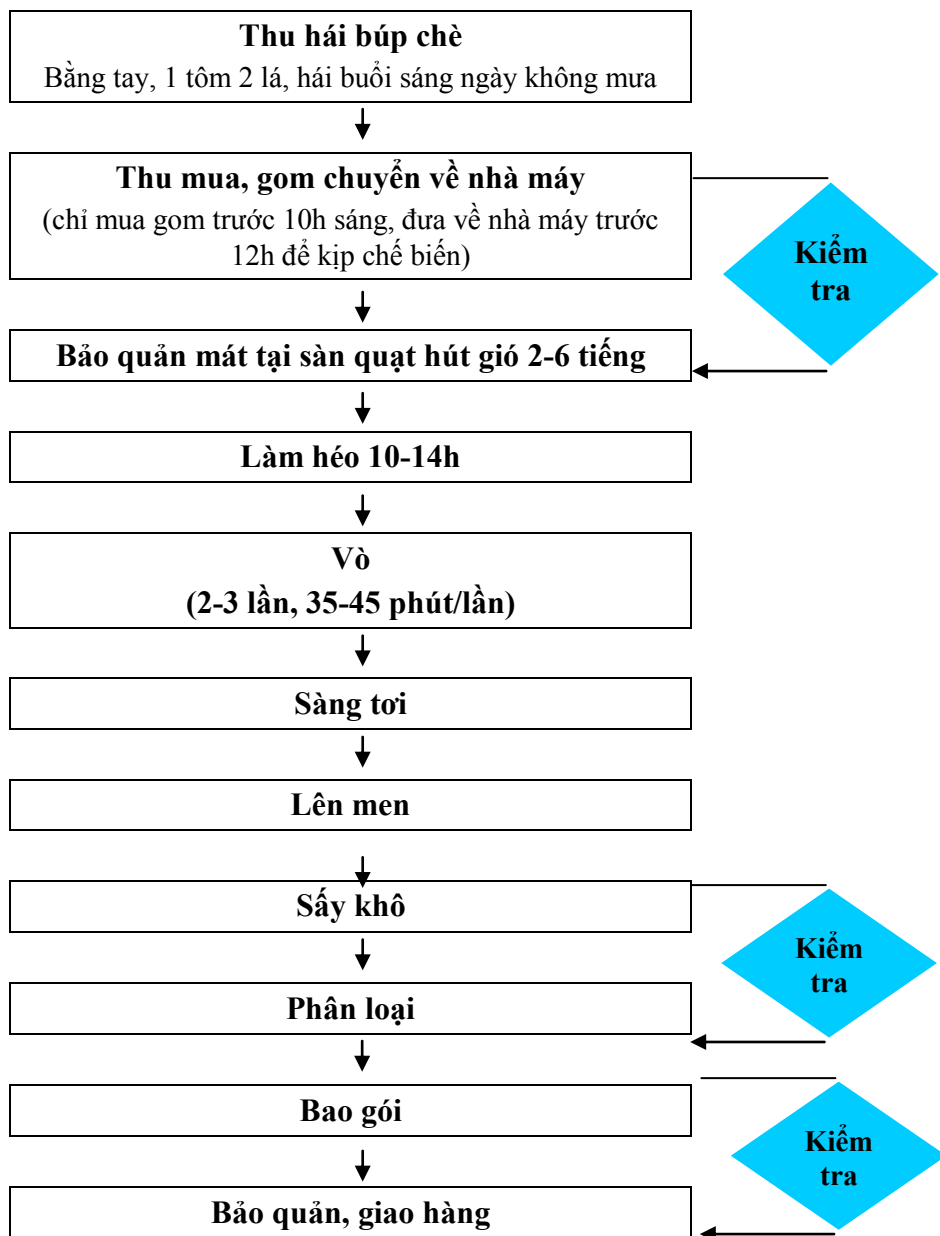 Thu hái búp chè
Bằng tay, 1 tôm 2 lá, hái buổi sáng ngày không mưa
Thu mua, gom chuyển về nhà máy
(chỉ mua gom trước 10h sáng, đưa về nhà máy trước
12h để kịp chế biến)
Kiểm
tra
Bảo quản mát tại sàn quạt hút gió 2-6 tiếng
Làm héo 10-14h
Vò
(2-3 lần, 35-45 phút/lần)
Sàng tơi
Lên men
Sấy khô
Kiểm
tra
Phân loại
Bao gói
Kiểm
tra
Bảo quản, giao hàng